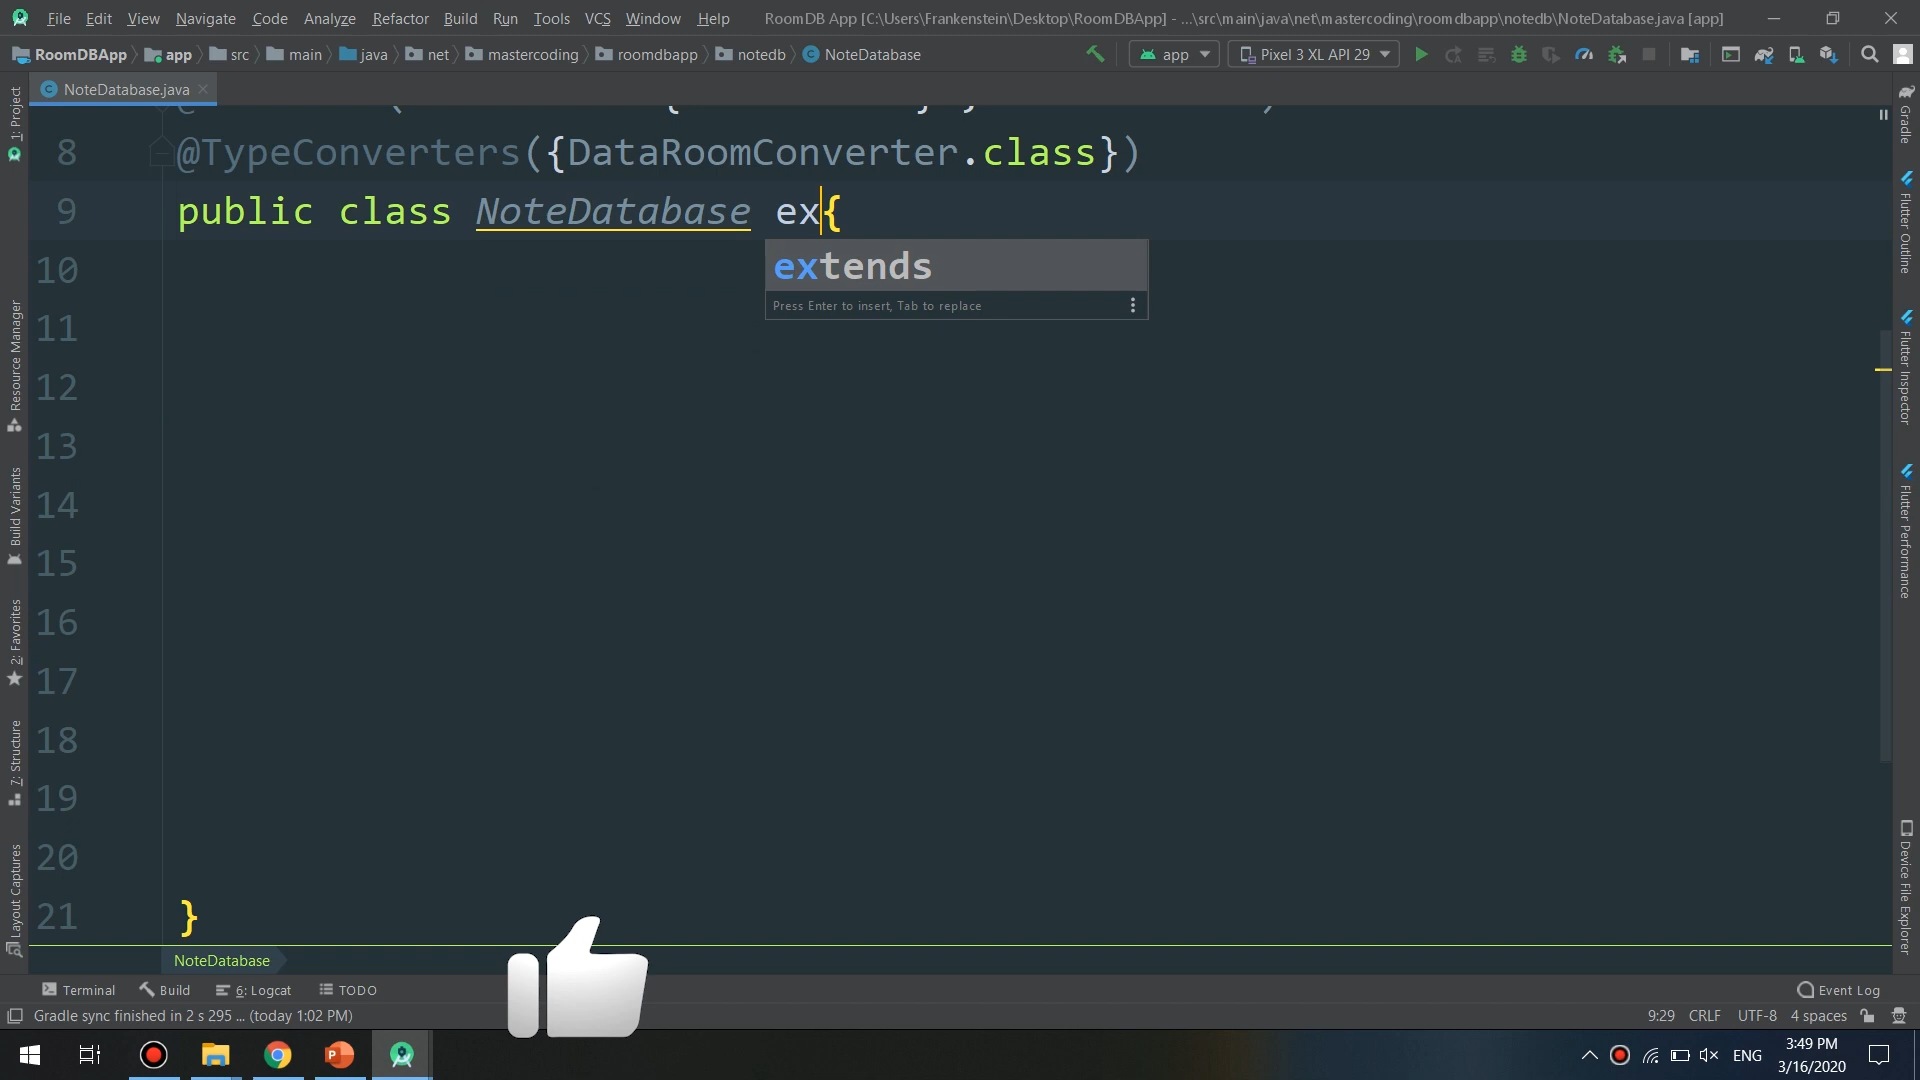 File Edit View Navigate Code Analyze Refactor Build Run Tools VCS Window Help RoomDB App [C:\Users\Frankenstein\Desktop\RoomDBApp] - ...\src\main\java\net\mastercoding\roomdbapp\notedb\NoteDatabase.java [app]
RoomDBApp app src main java net mastercoding roomdbapp notedb NoteDatabase app Pixel 3 XL API 29
NoteDatabase.java
1: Project
Resource Manager
Build Variants
2: Favorites
7: Structure
Layout Captures
8 @TypeConverters({DataRoomConverter.class})
9 public class NoteDatabase ex{
extends
Press Enter to insert, Tab to replace
10
11
12
13
14
15
16
17
18
19
20
21 }
Gradle
Flutter Outline
Flutter Inspector
Flutter Performance
Device File Explorer
NoteDatabase
Terminal Build 6: Logcat TODO Event Log
Gradle sync finished in 2 s 295 ... (today 1:02 PM) 9:29 CRLF UTF-8 4 spaces
ENG 3:49 PM
3/16/2020